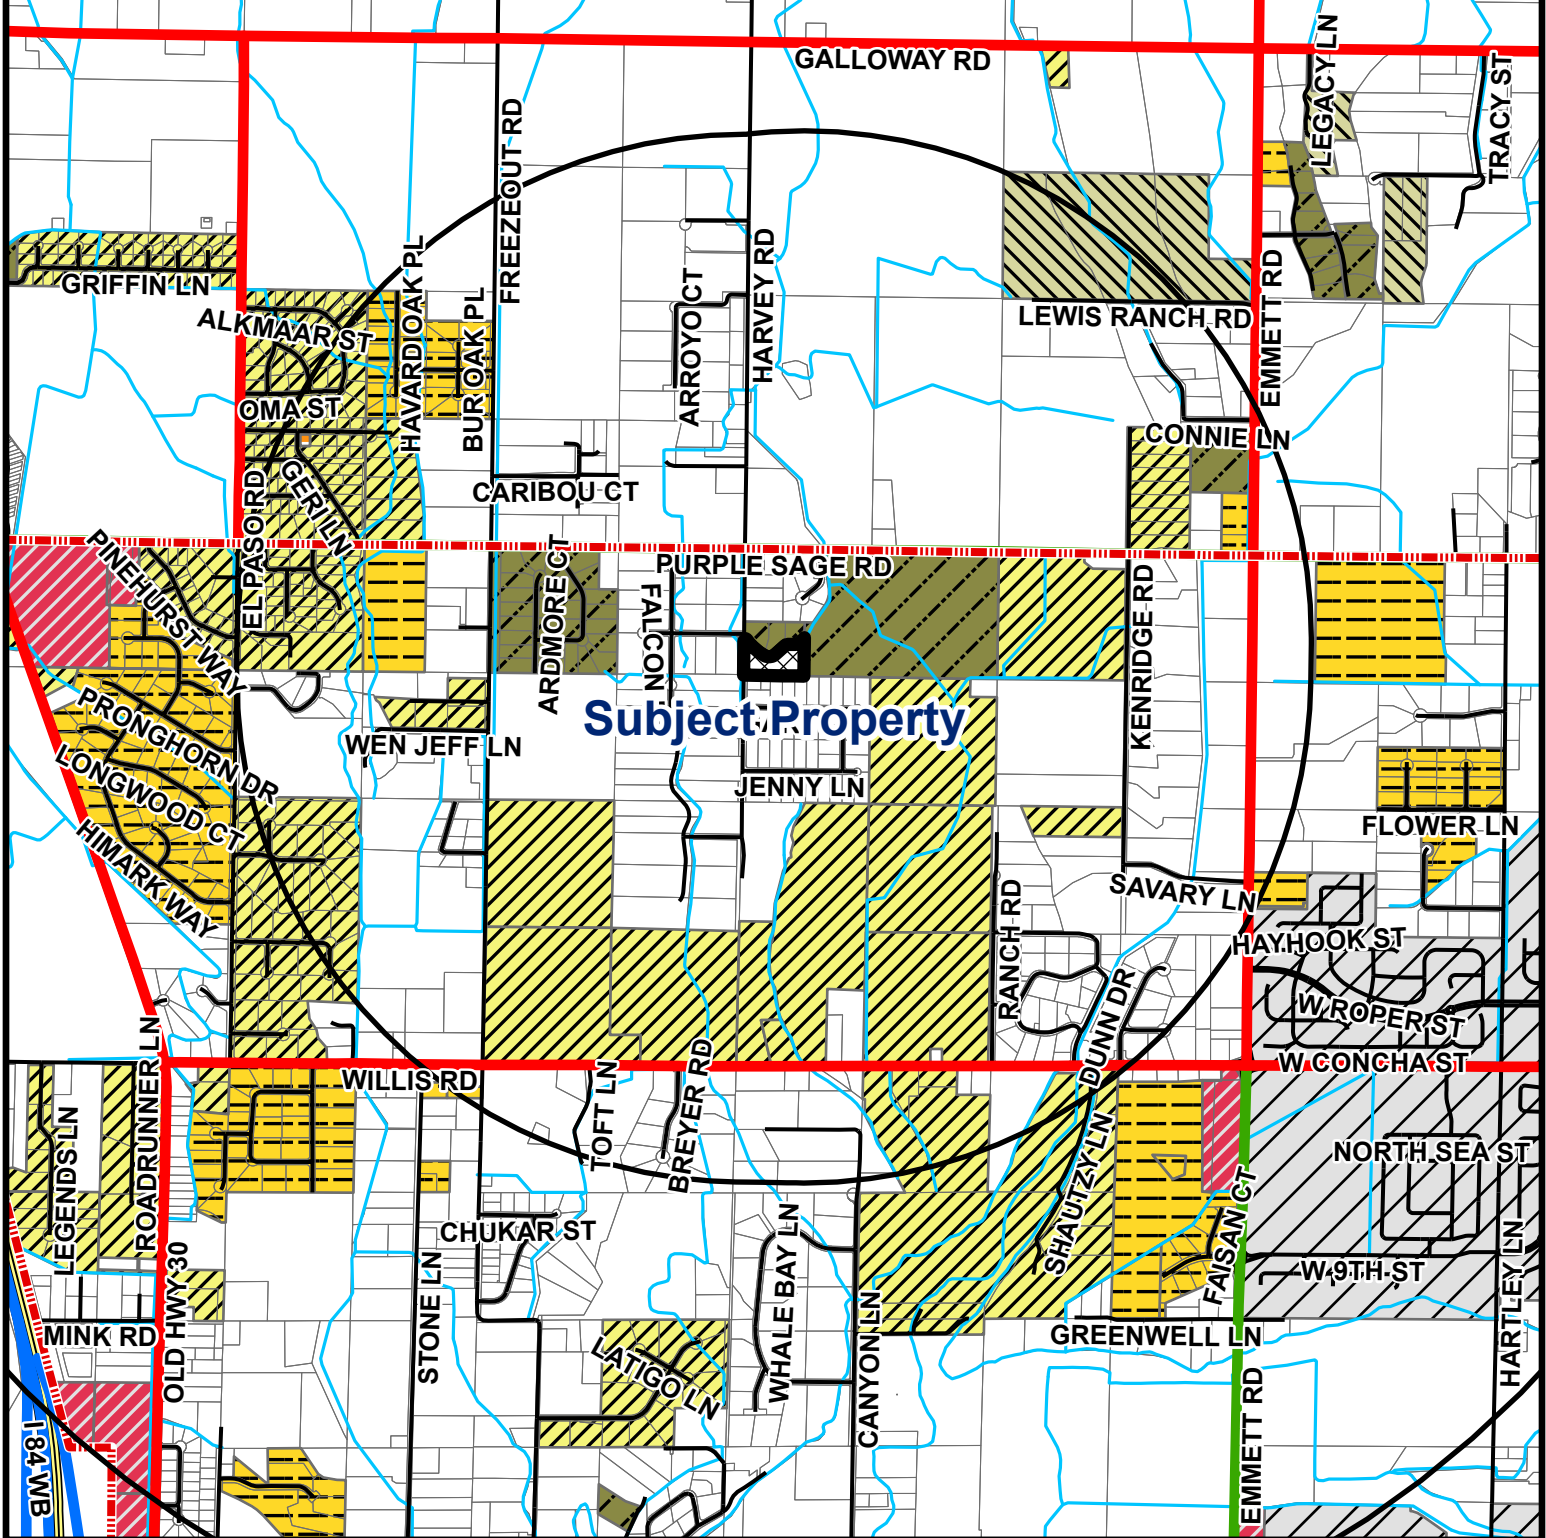 GALLOWAY RD
LEGACY LN
TRACY ST
FREEZEOUT RD
HAVARDIOAK PL
HARVEY RD
EMMETT RD
GRIFFIN LN
ALKMAAR ST
BUR OAK PL
ARROYO CT
LEWIS RANCH RD
OMA ST
CONNIE LN
GERI LN
CARIBOU CT
EL PASO RD
PINEHURST WAY
ARDMORE CT
PURPLE SAGE RD
FALCON
KENRIDGE RD
Subject Property
PRONGHORN DR
WEN JEFF LN
LONGWOOD CT
JENNY LN
HIMARK WAY
FLOWER LN
SAVARY LN
RANCH RD
HAYHOOK ST
DUNN DR
W ROPER ST
ROADRUNNER LN
W CONCHA ST
WILLIS RD
TOFT LN
BREYER RD
LEGENDS LN
SHAUTZY LN
NORTH SEA ST
FAISAN CT
CHUKAR ST
WHALE BAY LN
W 9TH ST
HARTLEY LN
MINK RD
OLD HWY 30
STONE LN
CANYON LN
GREENWELL LN
LATIGO LN
I 84 WB
EMMETT RD